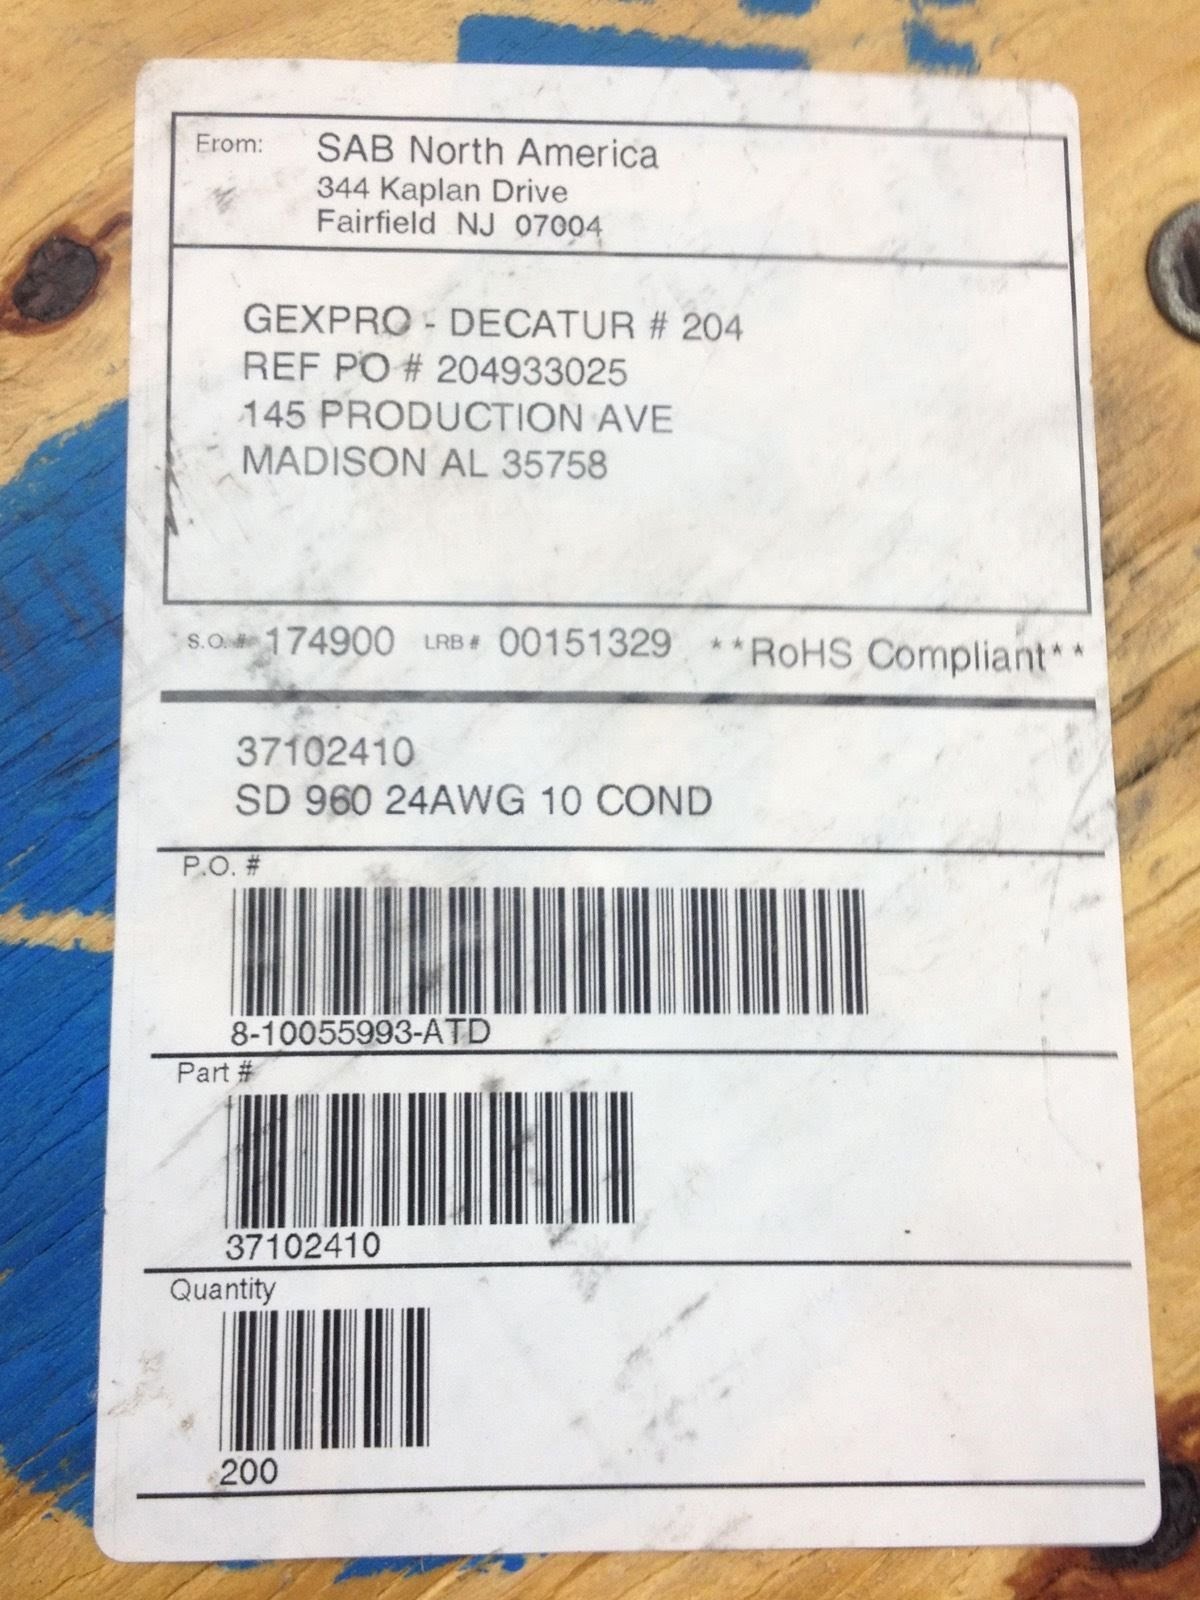 From: SAB North America
344 Kaplan Drive
Fairfield NJ 07004
GEXPRO - DECATUR # 204
REF PO # 204933025
145 PRODUCTION AVE
MADISON AL 35758
S.O. # 174900 LRB # 00151329 **RoHS Compliant**
37102410
SD 960 24AWG 10 COND
P.O. #
8-10055993-ATD
Part #
37102410
Quantity
200